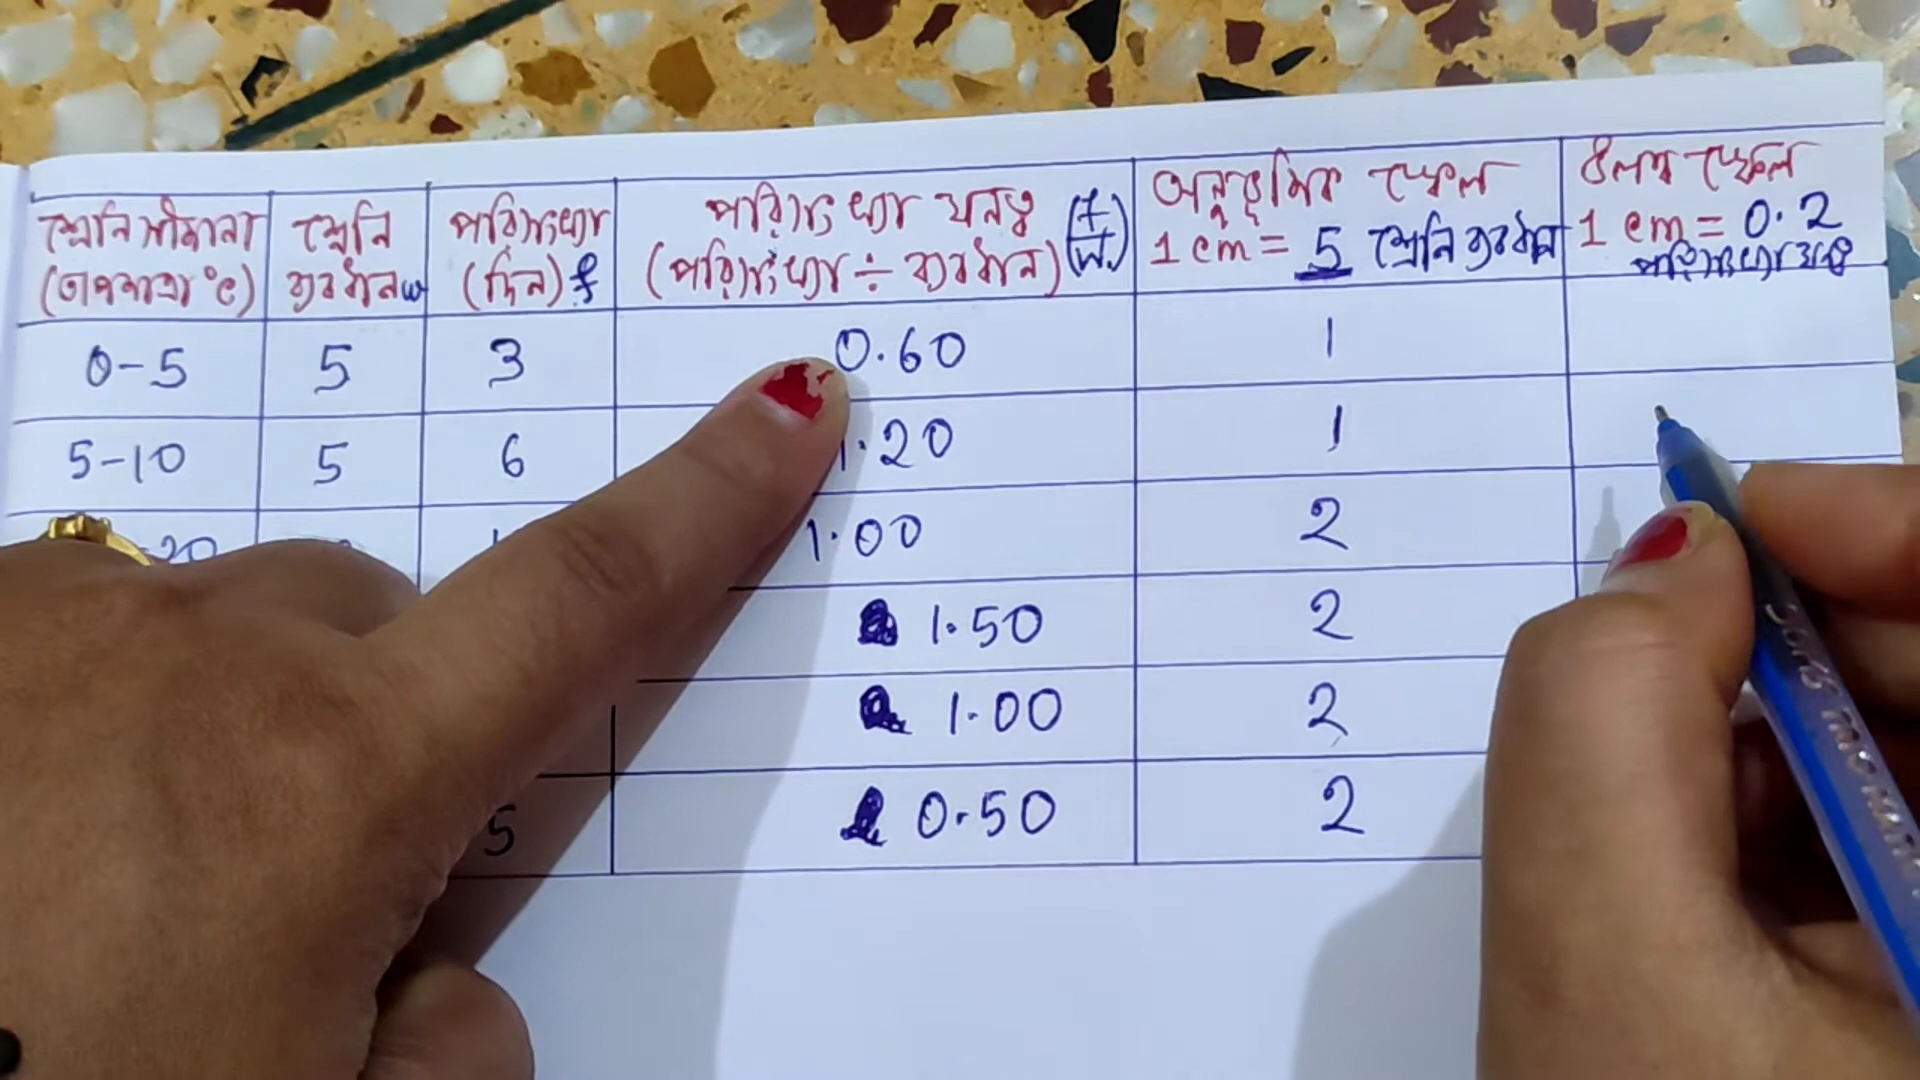 শ্রেনি সীমানা (তাপমাত্রা °c)
শ্রেনি ব্যবধান w
পরিসংখ্যা (দিন) f
পরিসংখ্যা ঘনত্ব (পরিসংখ্যা ÷ ব্যবধান) (f/w)
অনুভূমিক স্কেল 1 cm = 5 শ্রেনি ব্যবধান
উলম্ব স্কেল 1 cm = 0.2 পরিসংখ্যা ঘনত্ব
0-5 5 3 0.60 1
5-10 5 6 1.20 1
-20 1.00 2
1.50 2
1.00 2
5 0.50 2